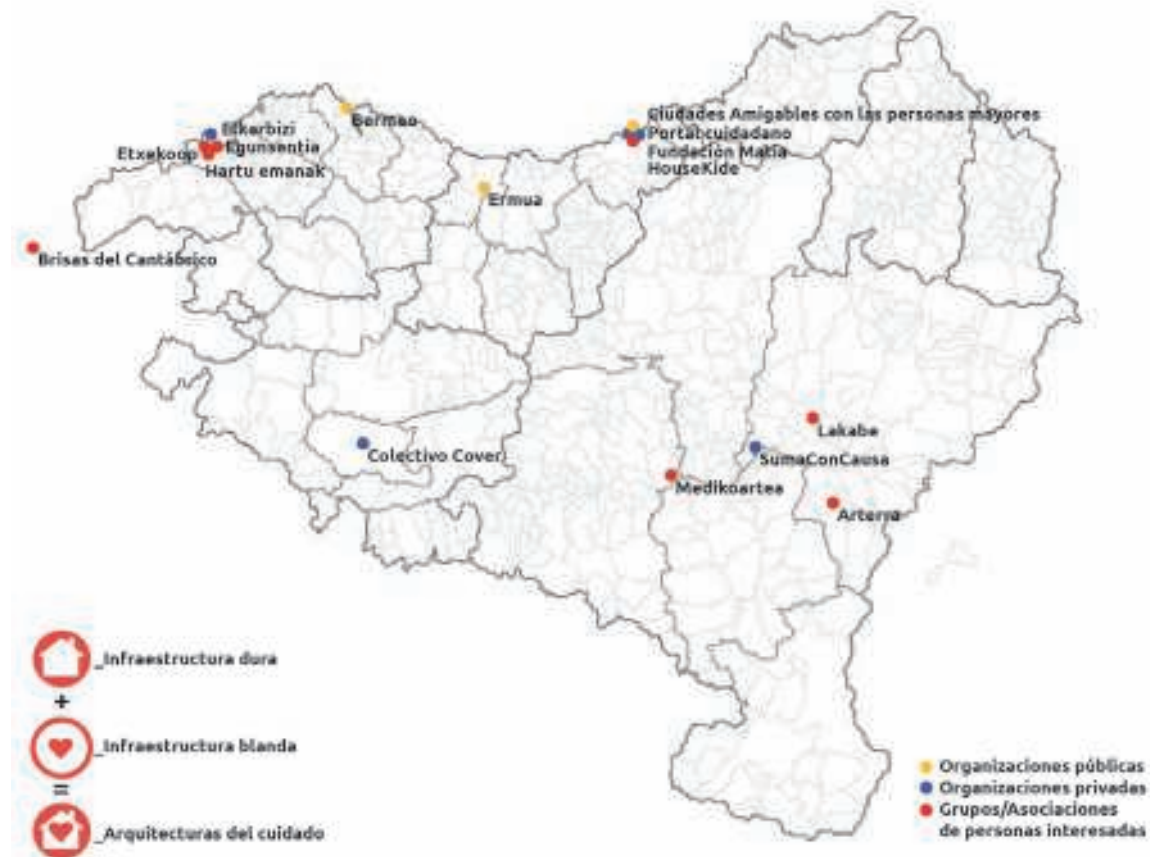 Ciudades Amigables con las personas mayores
Bermeo
Elkarbizi
Portal cuidadano
Egunsentia
Etxekoop
Fundación Matia
HouseKide
Hartu emanak
Ermua
Brisas del Cantábrico
Lakabe
Colectivo Cover
SumaConCausa
Medikoartea
Arterra
_Infraestructura dura
+
_Infraestructura blanda
=
_Arquitecturas del cuidado
Organizaciones públicas
Organizaciones privadas
Grupos/Asociaciones
de personas interesadas